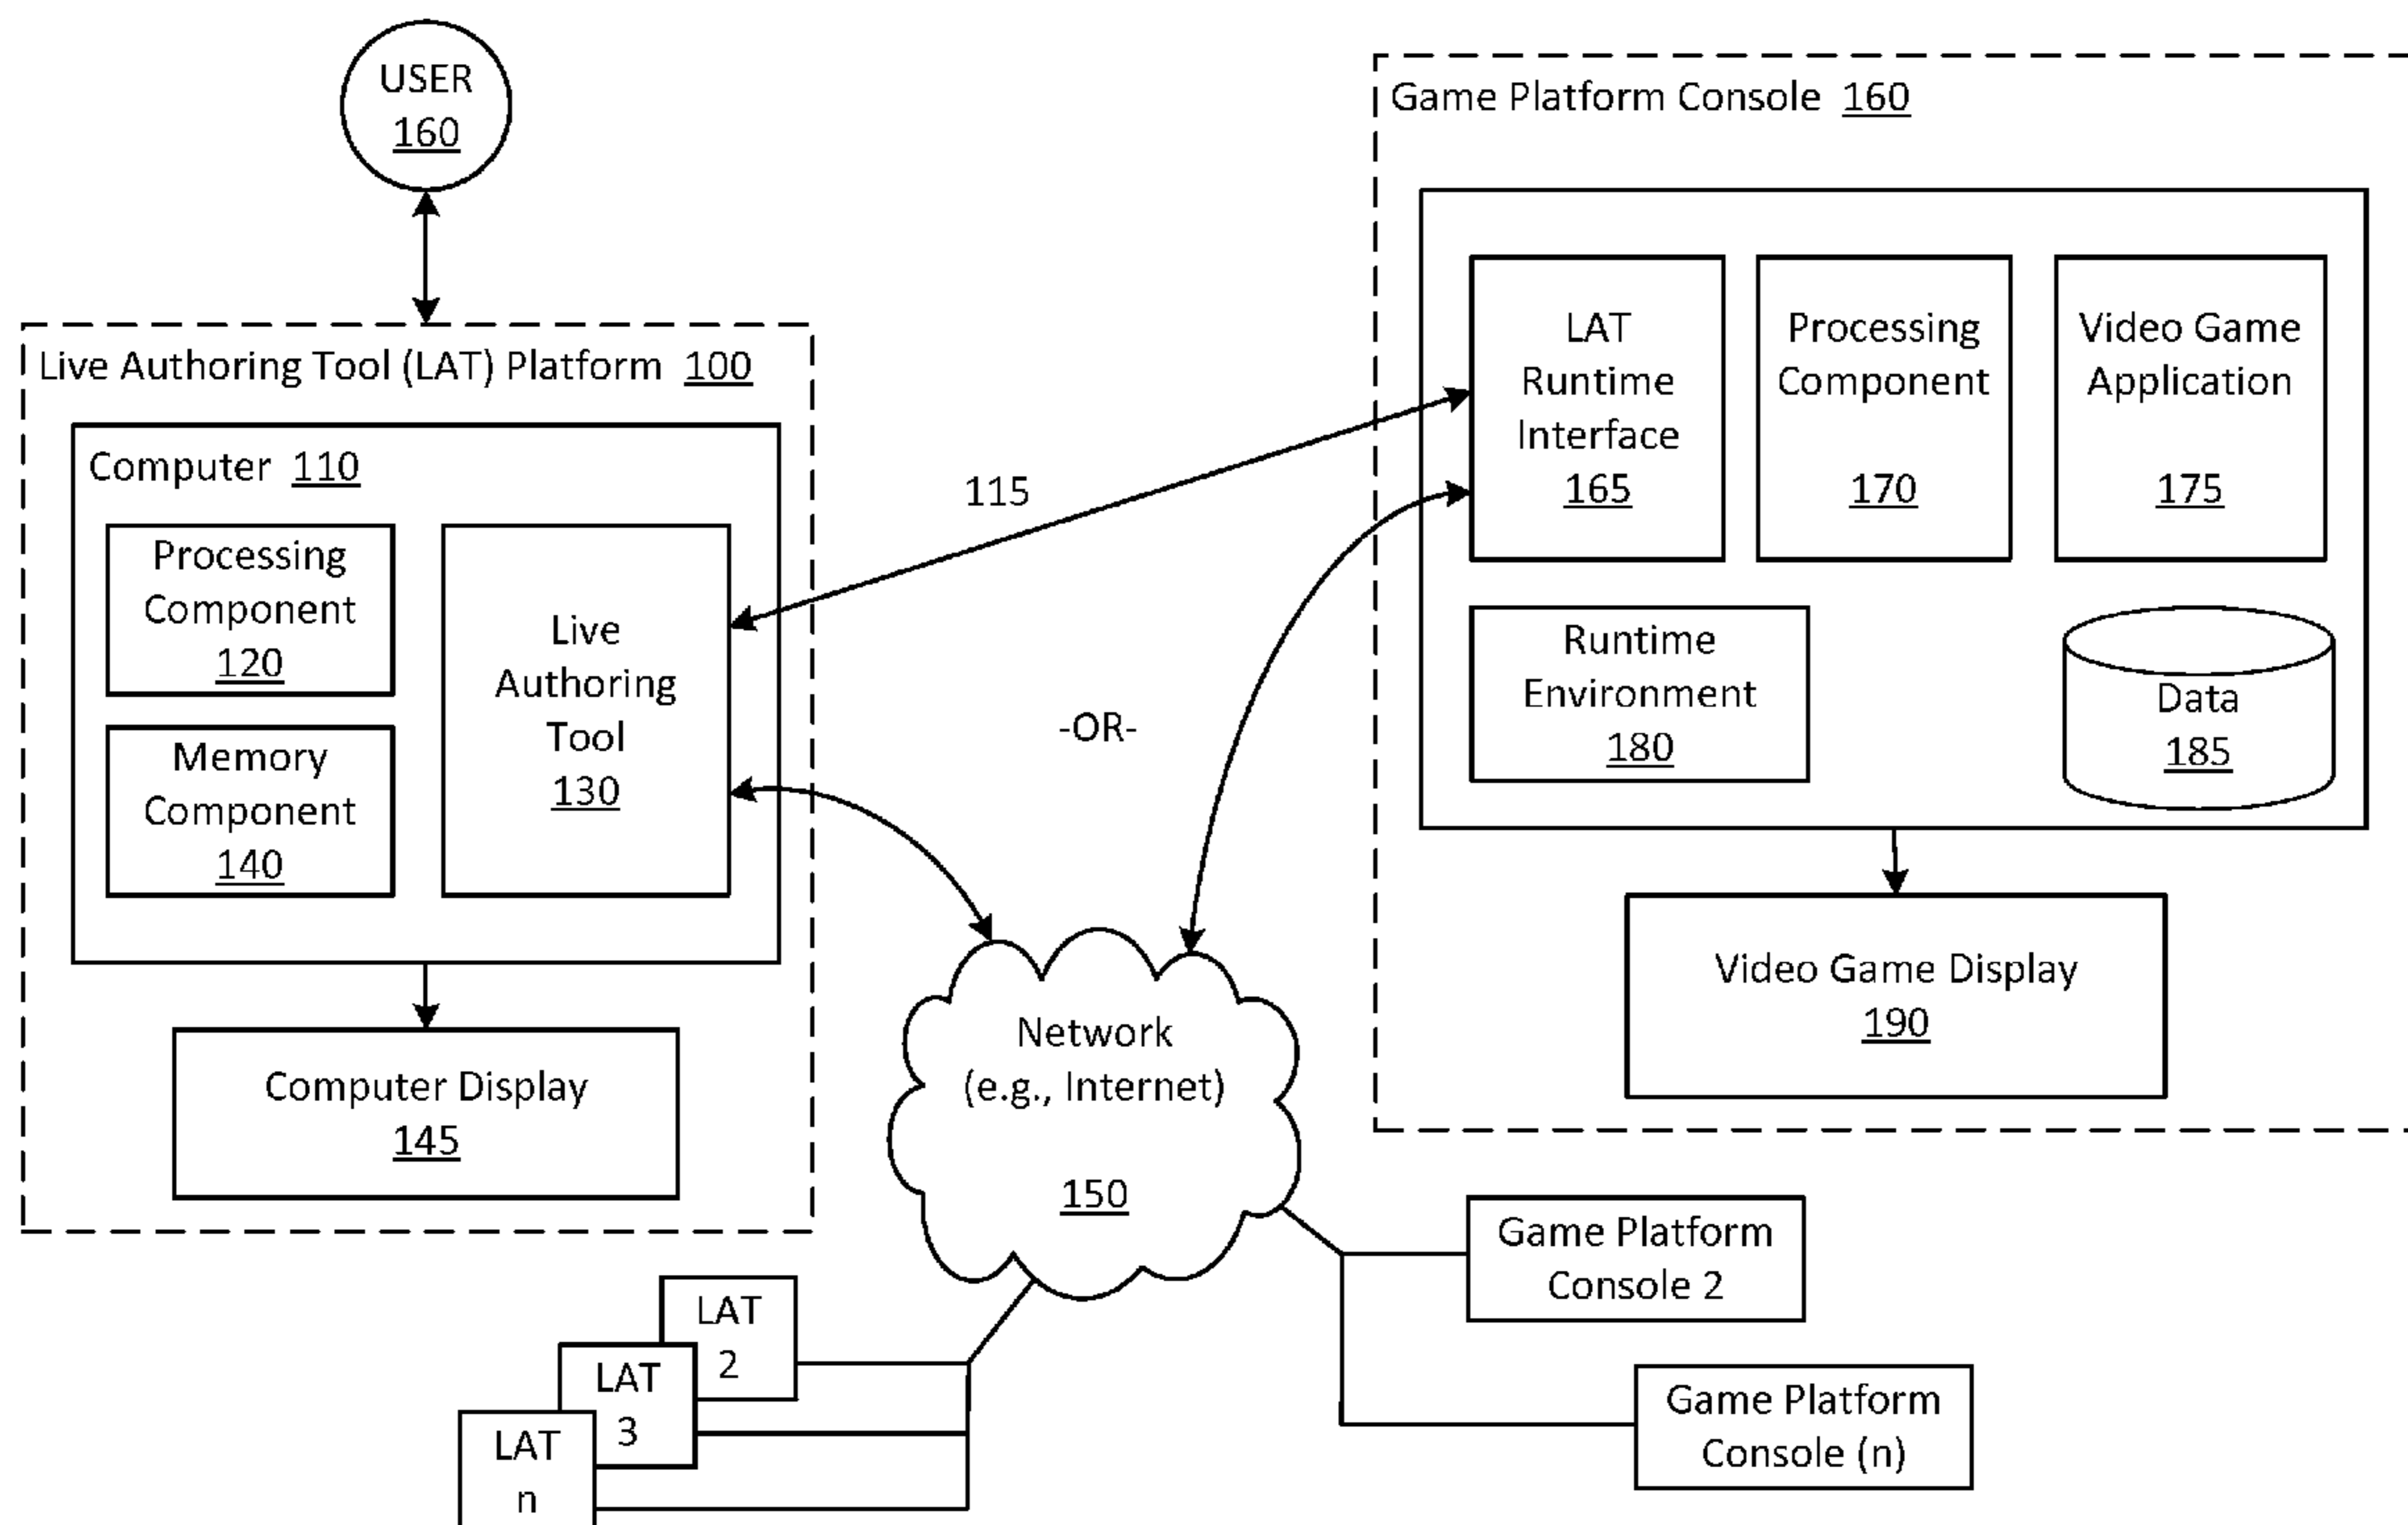 USER
160
Live Authoring Tool (LAT) Platform 100
Computer 110
Processing
Component
120
Memory
Component
140
Live
Authoring
Tool
130
Computer Display
145
115
-OR-
Network
(e.g., Internet)
150
Game Platform Console 160
LAT
Runtime
Interface
165
Processing
Component
170
Video Game
Application
175
Runtime
Environment
180
Data
185
Video Game Display
190
LAT
2
LAT
3
LAT
n
Game Platform
Console 2
Game Platform
Console (n)